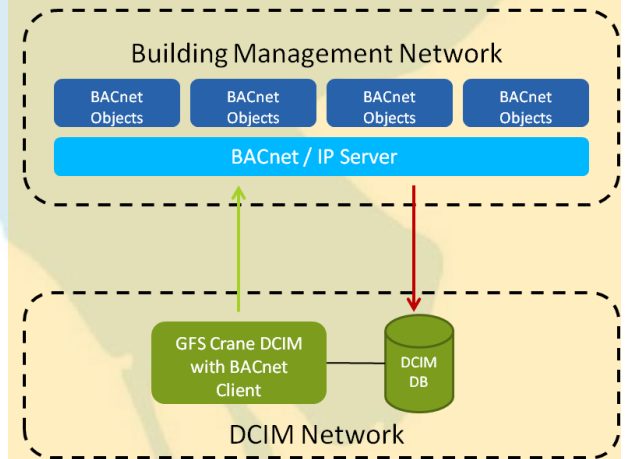 Building Management Network
BACnet
Objects
BACnet
Objects
BACnet
Objects
BACnet
Objects
BACnet / IP Server
GFS Crane DCIM
with BACnet
Client
DCIM
DB
DCIM Network